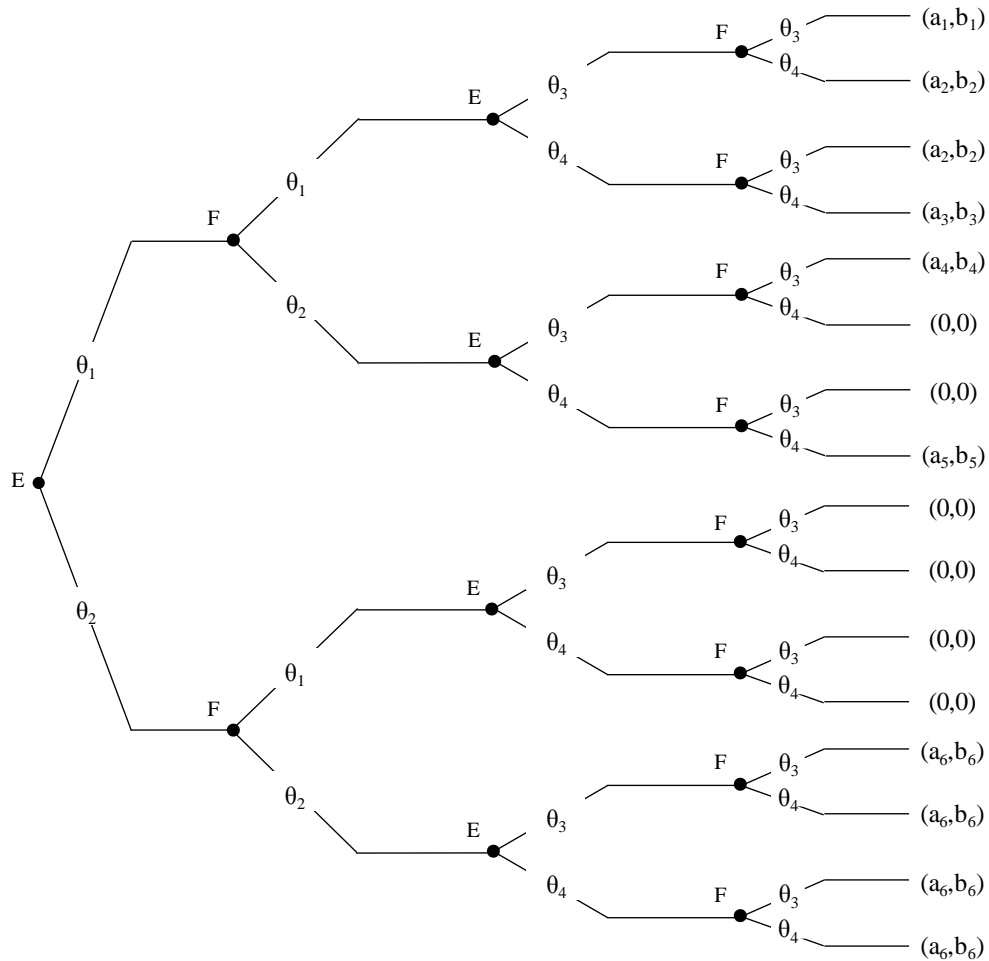 F θ₃ (a₁,b₁)
θ₄ (a₂,b₂)
E θ₃
θ₄ F θ₃ (a₂,b₂)
θ₄ (a₃,b₃)
F θ₁
θ₂ F θ₃ (a₄,b₄)
θ₄ (0,0)
E θ₃
θ₄ F θ₃ (0,0)
θ₄ (a₅,b₅)
θ₁
E
θ₂
F θ₃ (0,0)
θ₄ (0,0)
E θ₃
θ₄ F θ₃ (0,0)
θ₄ (0,0)
F θ₁
θ₂ F θ₃ (a₆,b₆)
θ₄ (a₆,b₆)
E θ₃
θ₄ F θ₃ (a₆,b₆)
θ₄ (a₆,b₆)